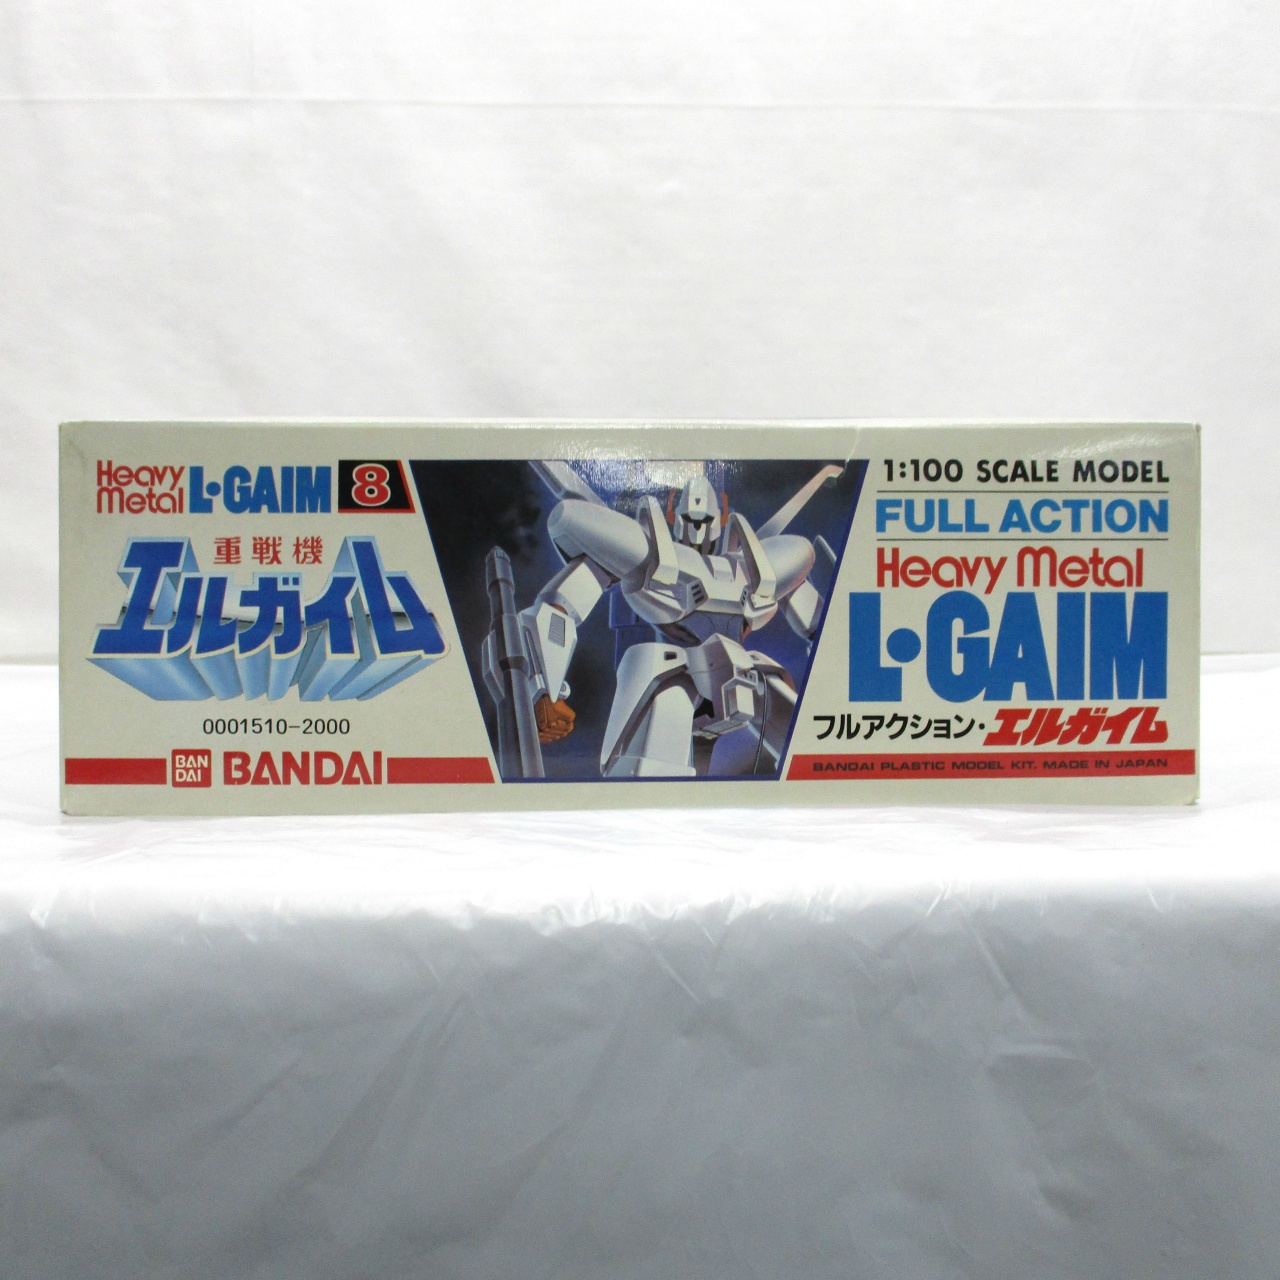 Heavy Metal L•GAIM 8
重戦機
エルガイム
0001510-2000
BAN DAI BANDAI
1:100 SCALE MODEL
FULL ACTION
Heavy Metal
L•GAIM
フルアクション・エルガイム
BANDAI PLASTIC MODEL KIT. MADE IN JAPAN